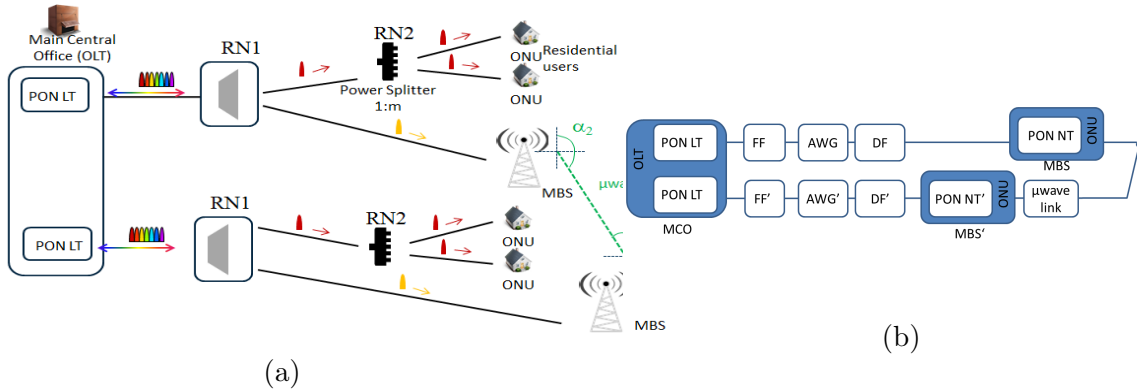 Main Central
Office (OLT)
PON LT
RN1
RN2
Power Splitter
1:m
ONU
Residential
users
ONU
α₂
MBS
PON LT
RN1
RN2
ONU
ONU
MBS
(a)
OLT
PON LT
FF
AWG
DF
PON NT
ONU
MBS
PON LT
FF'
AWG'
DF'
PON NT'
ONU
μwave
link
MCO
MBS'
(b)